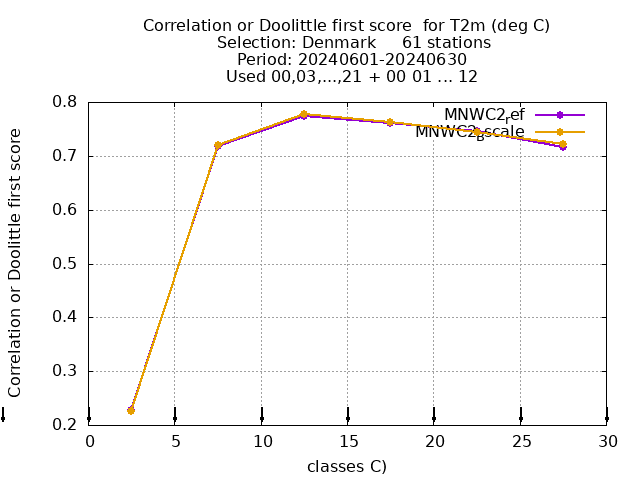 Correlation or Doolittle first score  for T2m (deg C)
Selection: Denmark     61 stations
Period: 20240601-20240630
Used 00,03,...,21 + 00 01 ... 12
MNWC2ref
MNWC2Bscale
Correlation or Doolittle first score
0.8
0.7
0.6
0.5
0.4
0.3
0.2
0 5 10 15 20 25 30
classes C)